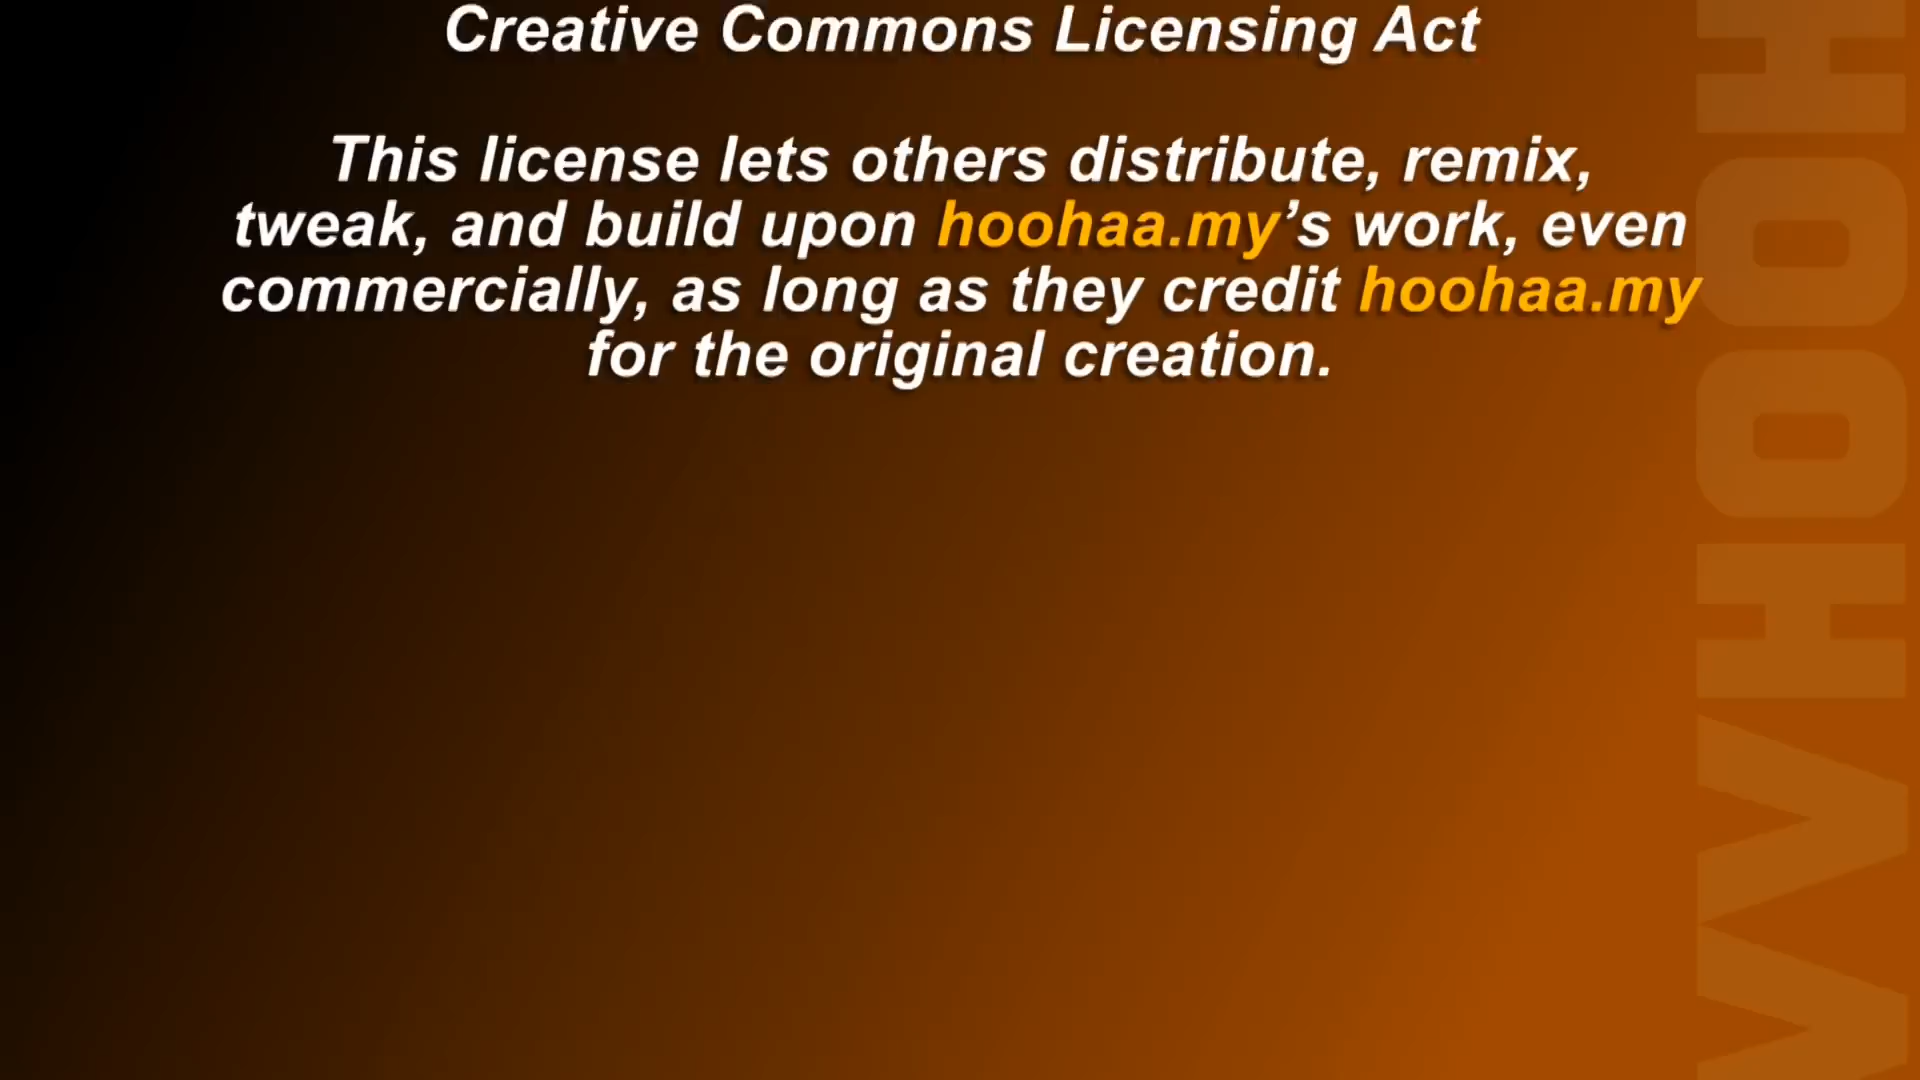 Creative Commons Licensing Act
This license lets others distribute, remix,
tweak, and build upon hoohaa.my’s work, even
commercially, as long as they credit hoohaa.my
for the original creation.